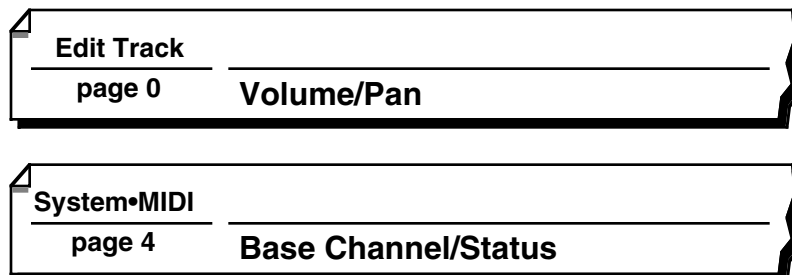 Edit Track
page 0 Volume/Pan
System•MIDI
page 4 Base Channel/Status